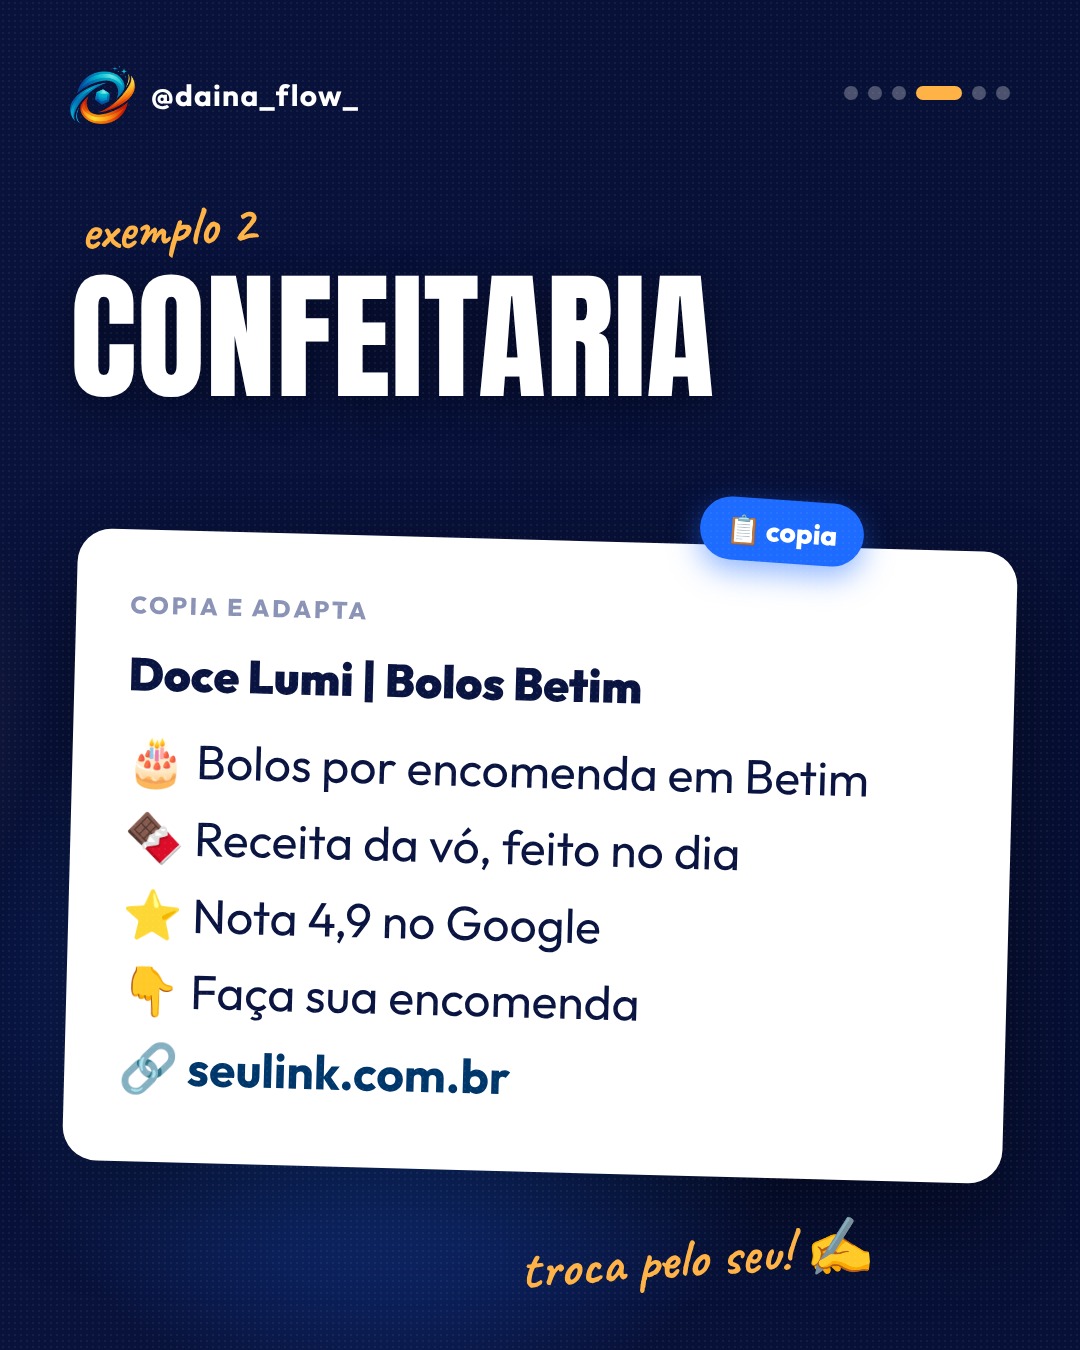 @daina_flow_
exemplo 2
CONFEITARIA
📋 copia
COPIA E ADAPTA
Doce Lumi | Bolos Betim
🎂 Bolos por encomenda em Betim
🍫 Receita da vó, feito no dia
⭐ Nota 4,9 no Google
👇 Faça sua encomenda
🔗 seulink.com.br
troca pelo seu! ✍️